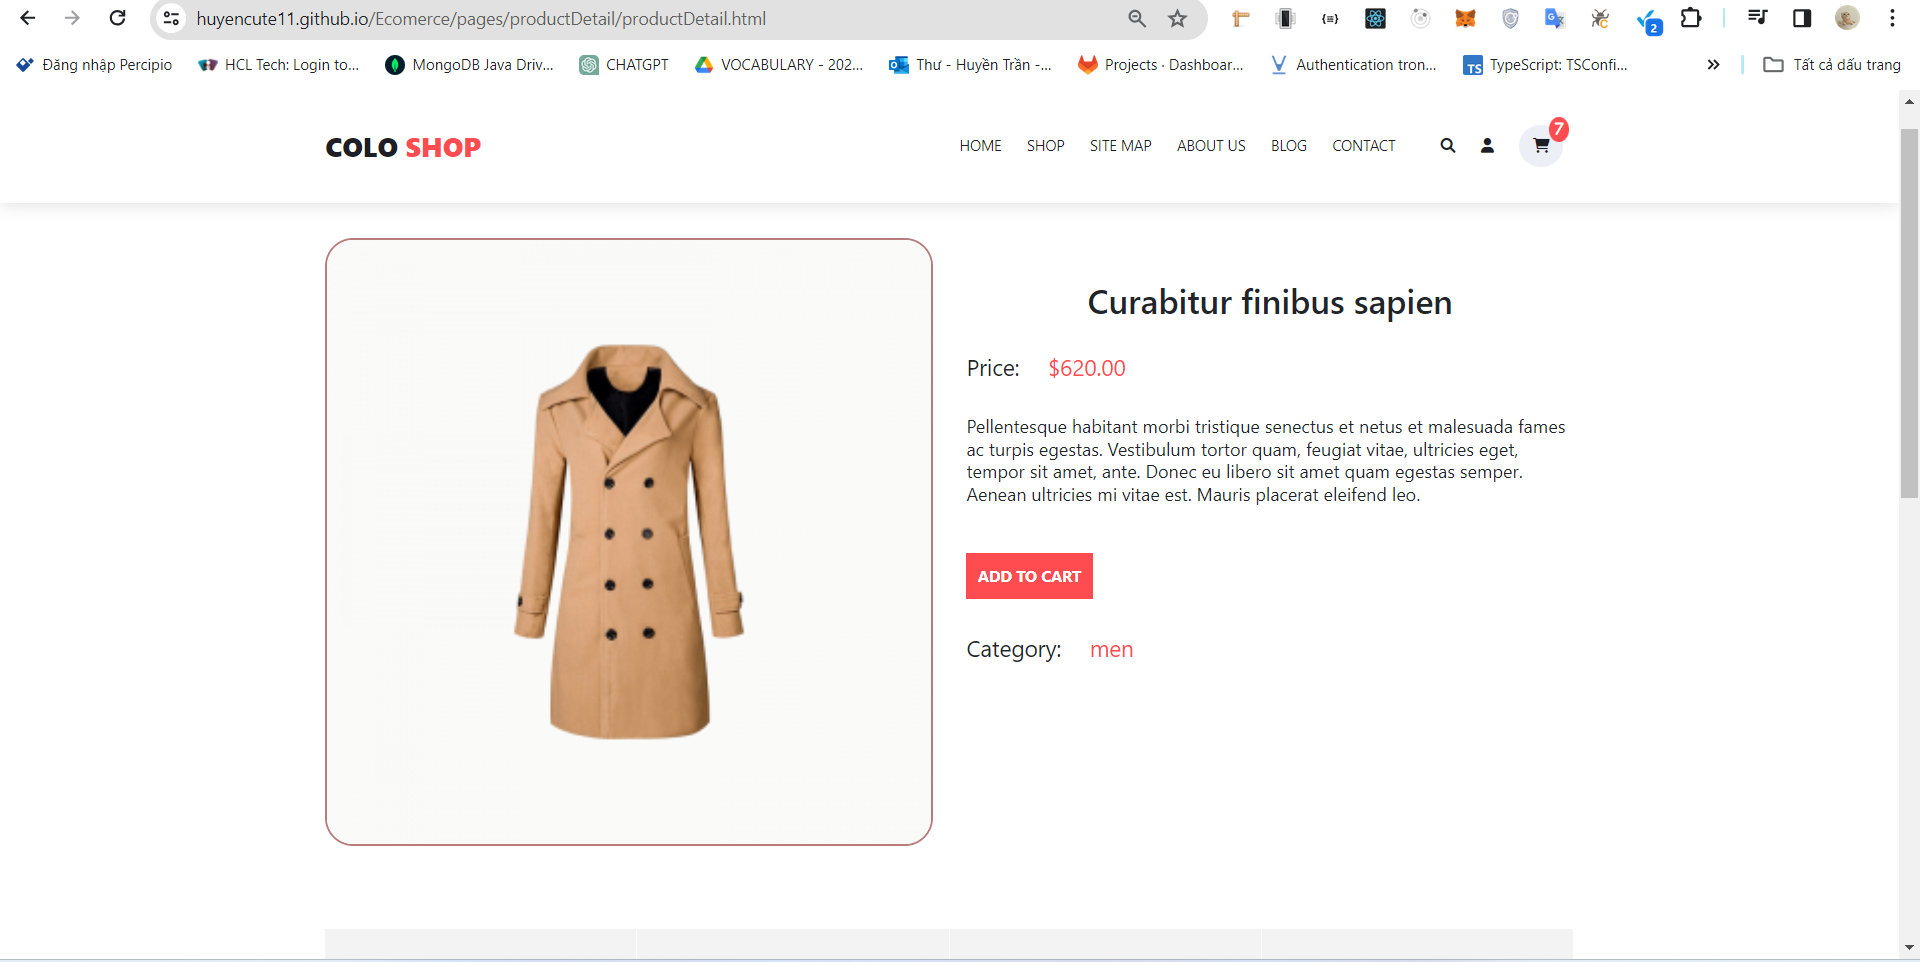 huyencute11.github.io/Ecomerce/pages/productDetail/productDetail.html
2
Đăng nhập Percipio HCL Tech: Login to... MongoDB Java Driv... CHATGPT VOCABULARY - 202... Thư - Huyền Trần -... Projects · Dashboar... Authentication tron... TS TypeScript: TSConfi... » Tất cả dấu trang
COLO SHOP HOME SHOP SITE MAP ABOUT US BLOG CONTACT 7
Curabitur finibus sapien
Price: $620.00
Pellentesque habitant morbi tristique senectus et netus et malesuada fames
ac turpis egestas. Vestibulum tortor quam, feugiat vitae, ultricies eget,
tempor sit amet, ante. Donec eu libero sit amet quam egestas semper.
Aenean ultricies mi vitae est. Mauris placerat eleifend leo.
ADD TO CART
Category: men